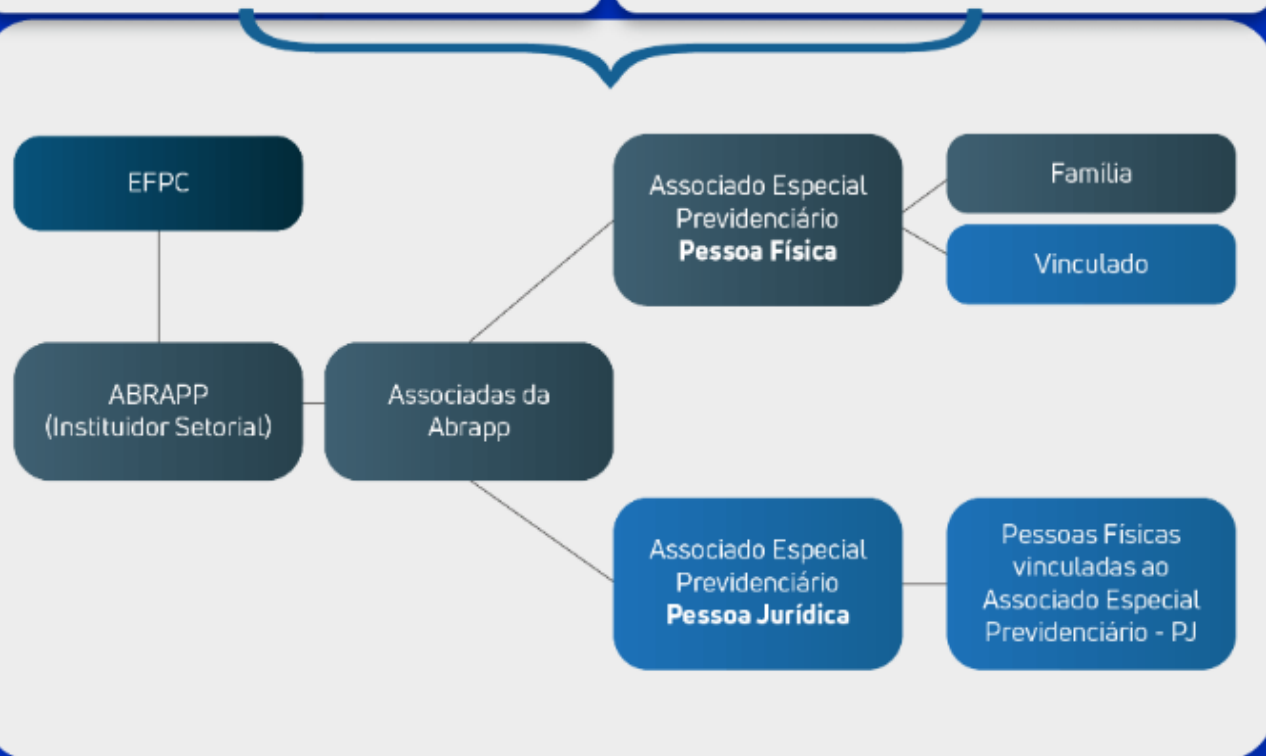 EFPC
ABRAPP
(Instituidor Setorial)
Associadas da
Abrapp
Associado Especial
Previdenciário
Pessoa Física
Família
Vinculado
Associado Especial
Previdenciário
Pessoa Jurídica
Pessoas Físicas
vinculadas ao
Associado Especial
Previdenciário - PJ